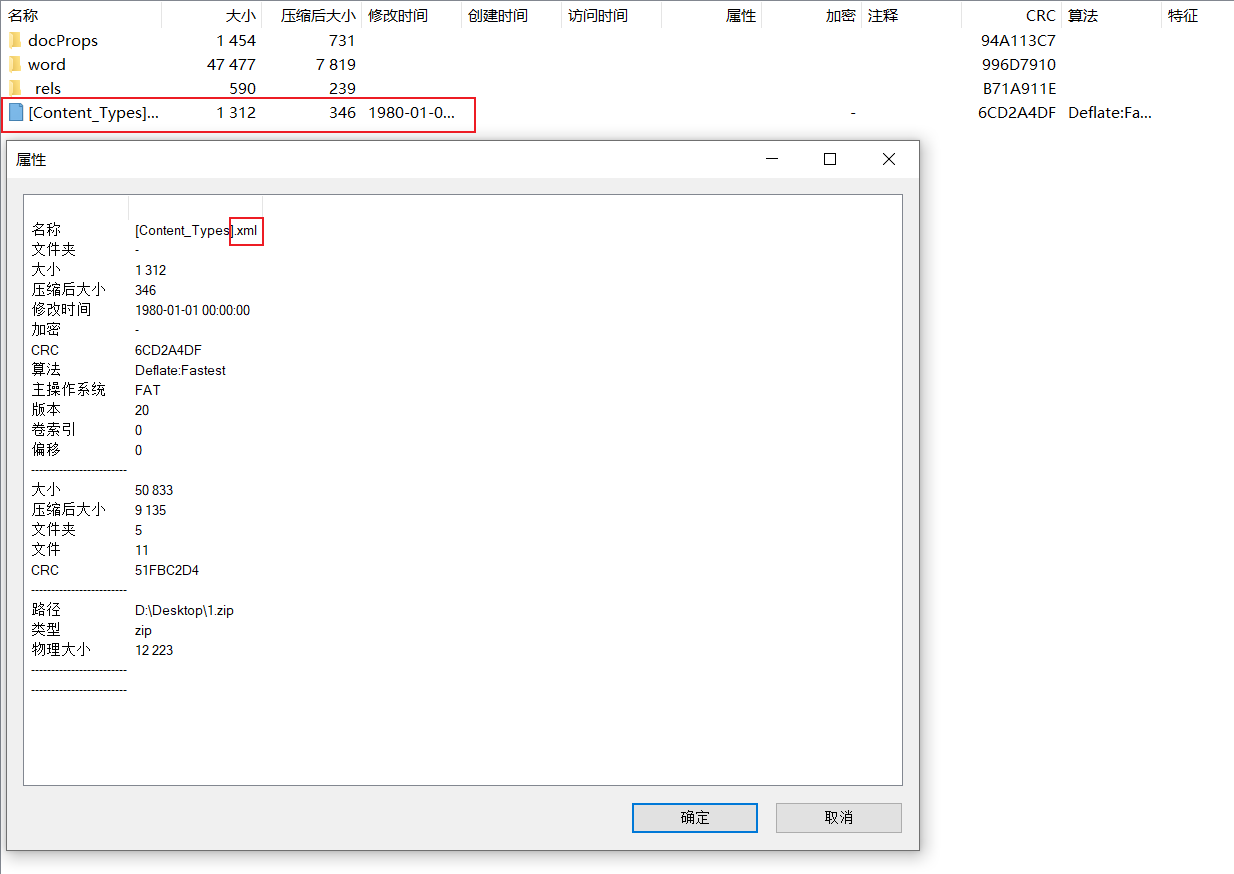 名称 大小 压缩后大小 修改时间 创建时间 访问时间 属性 加密 注释 CRC 算法 特征
docProps 1 454 731 94A113C7
word 47 477 7 819 996D7910
_rels 590 239 B71A911E
[Content_Types]... 1 312 346 1980-01-0... - 6CD2A4DF Deflate:Fa...
属性
名称 [Content_Types].xml
文件夹 -
大小 1 312
压缩后大小 346
修改时间 1980-01-01 00:00:00
加密 -
CRC 6CD2A4DF
算法 Deflate:Fastest
主操作系统 FAT
版本 20
卷索引 0
偏移 0
------------------------
大小 50 833
压缩后大小 9 135
文件夹 5
文件 11
CRC 51FBC2D4
------------------------
路径 D:\Desktop\1.zip
类型 zip
物理大小 12 223
------------------------
------------------------
确定 取消